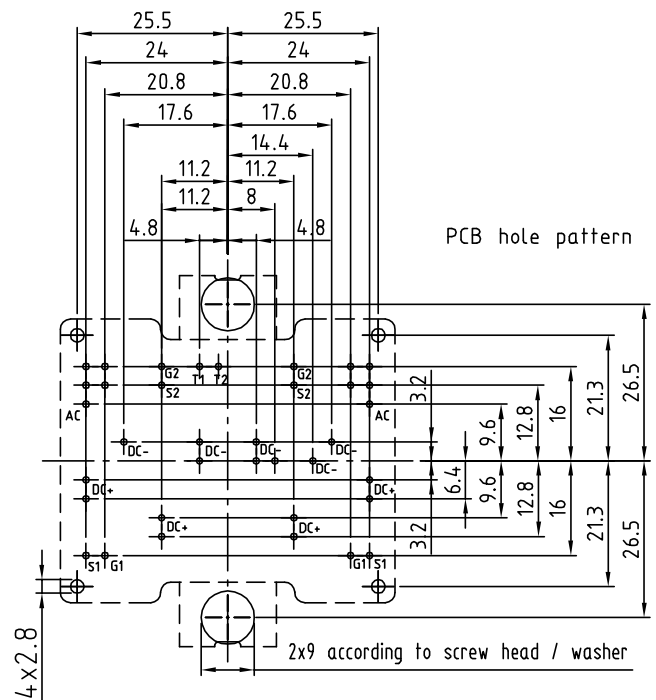 25.5 25.5
24 24
20.8 20.8
17.6 17.6
14.4
11.2 11.2
11.2 8
4.8 4.8
PCB hole pattern
G2 T1 T2 G2
S2 S2
AC AC
3.2 9.6 12.8 16 21.3 26.5
DC- DC- DC- DC-
DC-
DC+ DC+
6.4 9.6 12.8 16 21.3 26.5
DC+ DC+
3.2
S1 G1 G1 S1
4x2.8
2x9 according to screw head / washer